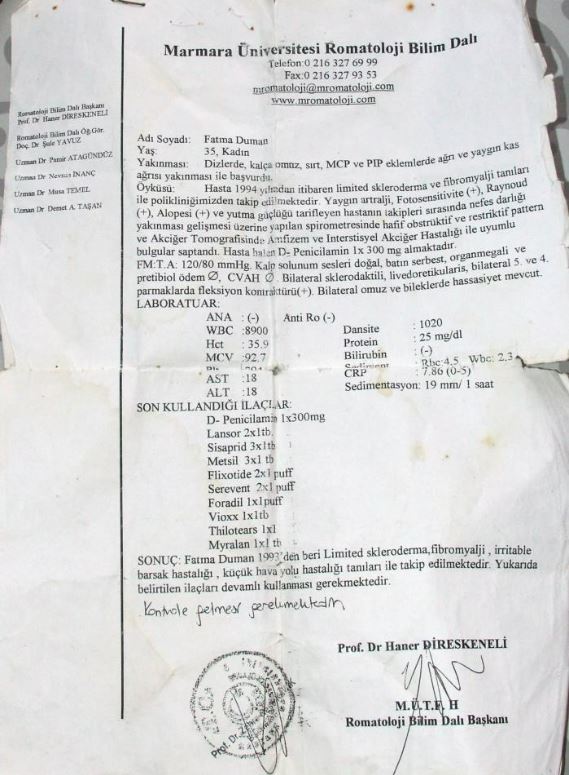 Marmara Üniversitesi Romatoloji Bilim Dalı
Telefon:0 216 327 69 99
Fax:0 216 327 93 53
mromatoloji@mromatoloji.com
www.mromatoloji.com
Romatoloji Bilim Dalı Başkanı
Prof. Dr Haner DİRESKENELİ
Romatoloji Bilim Dalı Öğ.Gör.
Doç. Dr Şule YAVUZ
Uzman Dr Pamir ATAGÜNDÜZ
Uzman Dr Nevsun İNANÇ
Uzman Dr Musa TEMEL
Uzman Dr Demet A. TAŞAN
Adı Soyadı: Fatma Duman
Yaş: 35, Kadın
Yakınması: Dizlerde, kalça omuz, sırt, MCP ve PIP eklemlerde ağrı ve yaygın kas
ağrısı yakınması ile başvurdu.
Öyküsü: Hasta 1994 yılından itibaren limited skleroderma ve fibromyalji tanıları
ile polikliniğimizden takip edilmektedir. Yaygın artralji, Fotosensitivite (+), Raynoud
(+), Alopesi (+) ve yutma güçlüğü tarifleyen hastanın takipleri sırasında nefes darlığı
yakınması gelişmesi üzerine yapılan spirometresinde hafif obstruktif ve restriktif pattern
ve Akciğer Tomografisinde Amfizem ve Interstisyel Akciğer Hastalığı ile uyumlu
bulgular saptandı. Hasta halen D- Penicilamin 1x 300 mg almaktadır.
FM:T.A: 120/80 mmHg. Kalp solunum sesleri doğal, batın serbest, organmegali ve
pretibiol ödem Ø, CVAH Ø. Bilateral sklerodaktili, livedoretikularis, bilateral 5. ve 4.
parmaklarda fleksiyon kontraktürü(+). Bilateral omuz ve bileklerde hassasiyet mevcut.
LABORATUAR:
ANA : (-) Anti Ro (-)
WBC :8900 Dansite : 1020
Hct : 35.9 Protein : 25 mg/dl
MCV :92.7 Bilirubin : (-)
Rbc:4,5 Wbc: 2,3
AST :18 CRP : 7.86 (0-5)
ALT :18 Sedimentasyon: 19 mm/ 1 saat
SON KULLANDIĞI İLAÇLAR:
D- Penicilamin 1x300mg
Lansor 2x1tb.
Sisaprid 3x1tb
Metsil 3x1 tb
Flixotide 2x1 puff
Serevent 2x1 puff
Foradil 1x1puff
Vioxx 1x1tb
Thilotears 1x1
Myralan 1x1 tb
SONUÇ: Fatma Duman 1993'den beri Limited skleroderma,fibromyalji , irritable
barsak hastalığı , küçük hava yolu hastalığı tanıları ile takip edilmektedir. Yukarıda
belirtilen ilaçları devamlı kullanması gerekmektedir.
Kontrole gelmesi gerekmektedir
Prof. Dr Haner DİRESKENELİ
M.Ü.T.F. H
Romatoloji Bilim Dalı Başkanı